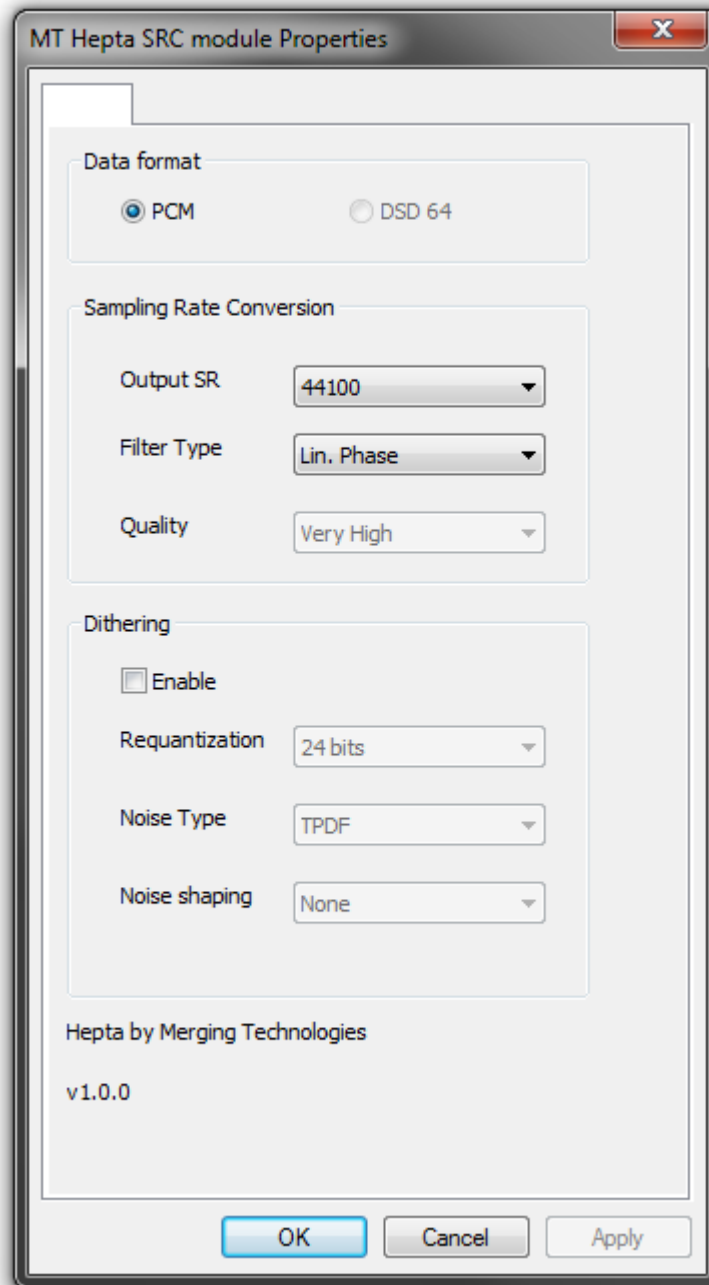 MT Hepta SRC module Properties
Data format
PCM DSD 64
Sampling Rate Conversion
Output SR 44100
Filter Type Lin. Phase
Quality Very High
Dithering
Enable
Requantization 24 bits
Noise Type TPDF
Noise shaping None
Hepta by Merging Technologies
v1.0.0
OK Cancel Apply